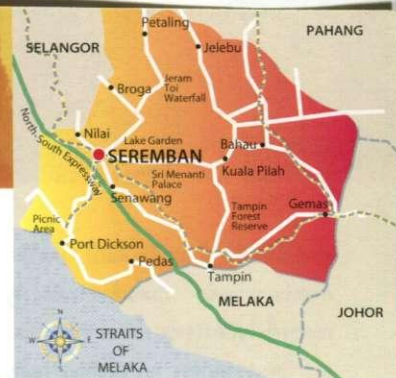 Petaling
PAHANG
SELANGOR
Jelebu
Jeram
Toi
Waterfall
Broga
Nilai
North-South Expressway
Lake Garden
SEREMBAN
Bahau
Sri Menanti
Palace
Kuala Pilah
Senawang
Tampin
Forest
Reserve
Gemas
Picnic
Area
Port Dickson
Pedas
Tampin
MELAKA
JOHOR
N
W
E
S
STRAITS
OF
MELAKA